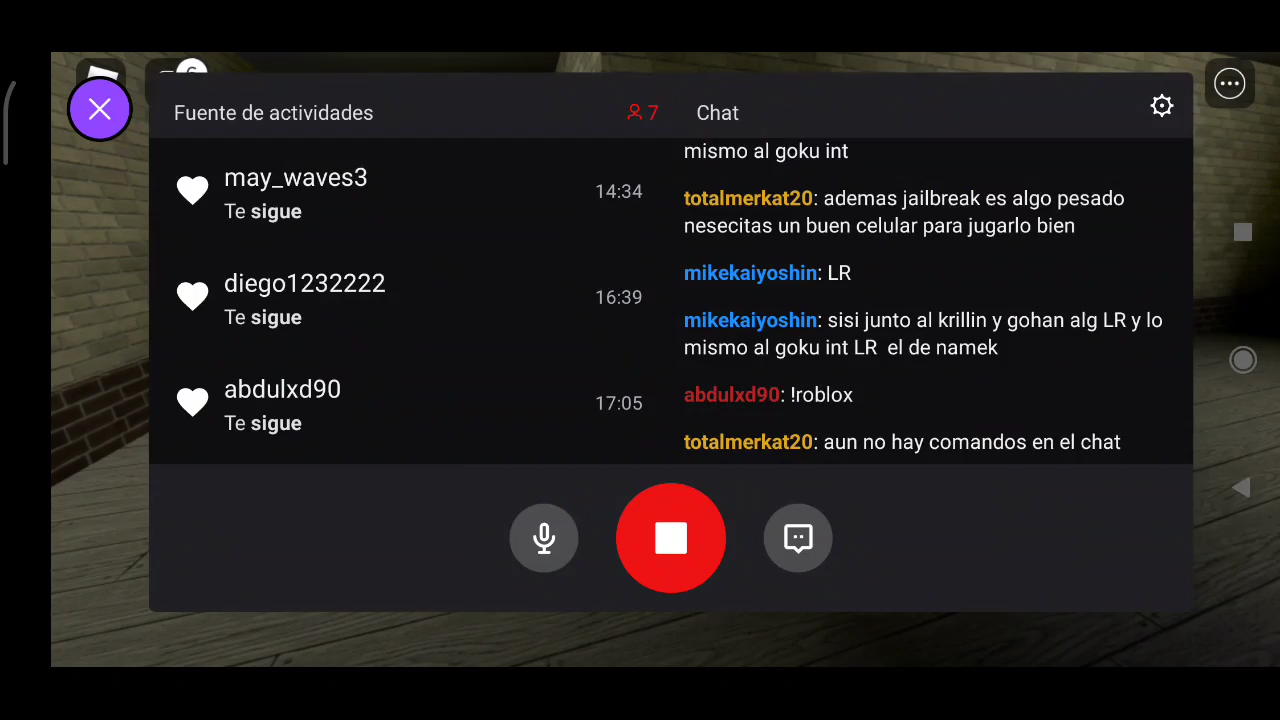 Fuente de actividades
7
Chat
may_waves3
Te sigue
14:34
diego1232222
Te sigue
16:39
abdulxd90
Te sigue
17:05
mismo al goku int
totalmerkat20: ademas jailbreak es algo pesado
nesecitas un buen celular para jugarlo bien
mikekaiyoshin: LR
mikekaiyoshin: sisi junto al krillin y gohan alg LR y lo
mismo al goku int LR el de namek
abdulxd90: !roblox
totalmerkat20: aun no hay comandos en el chat